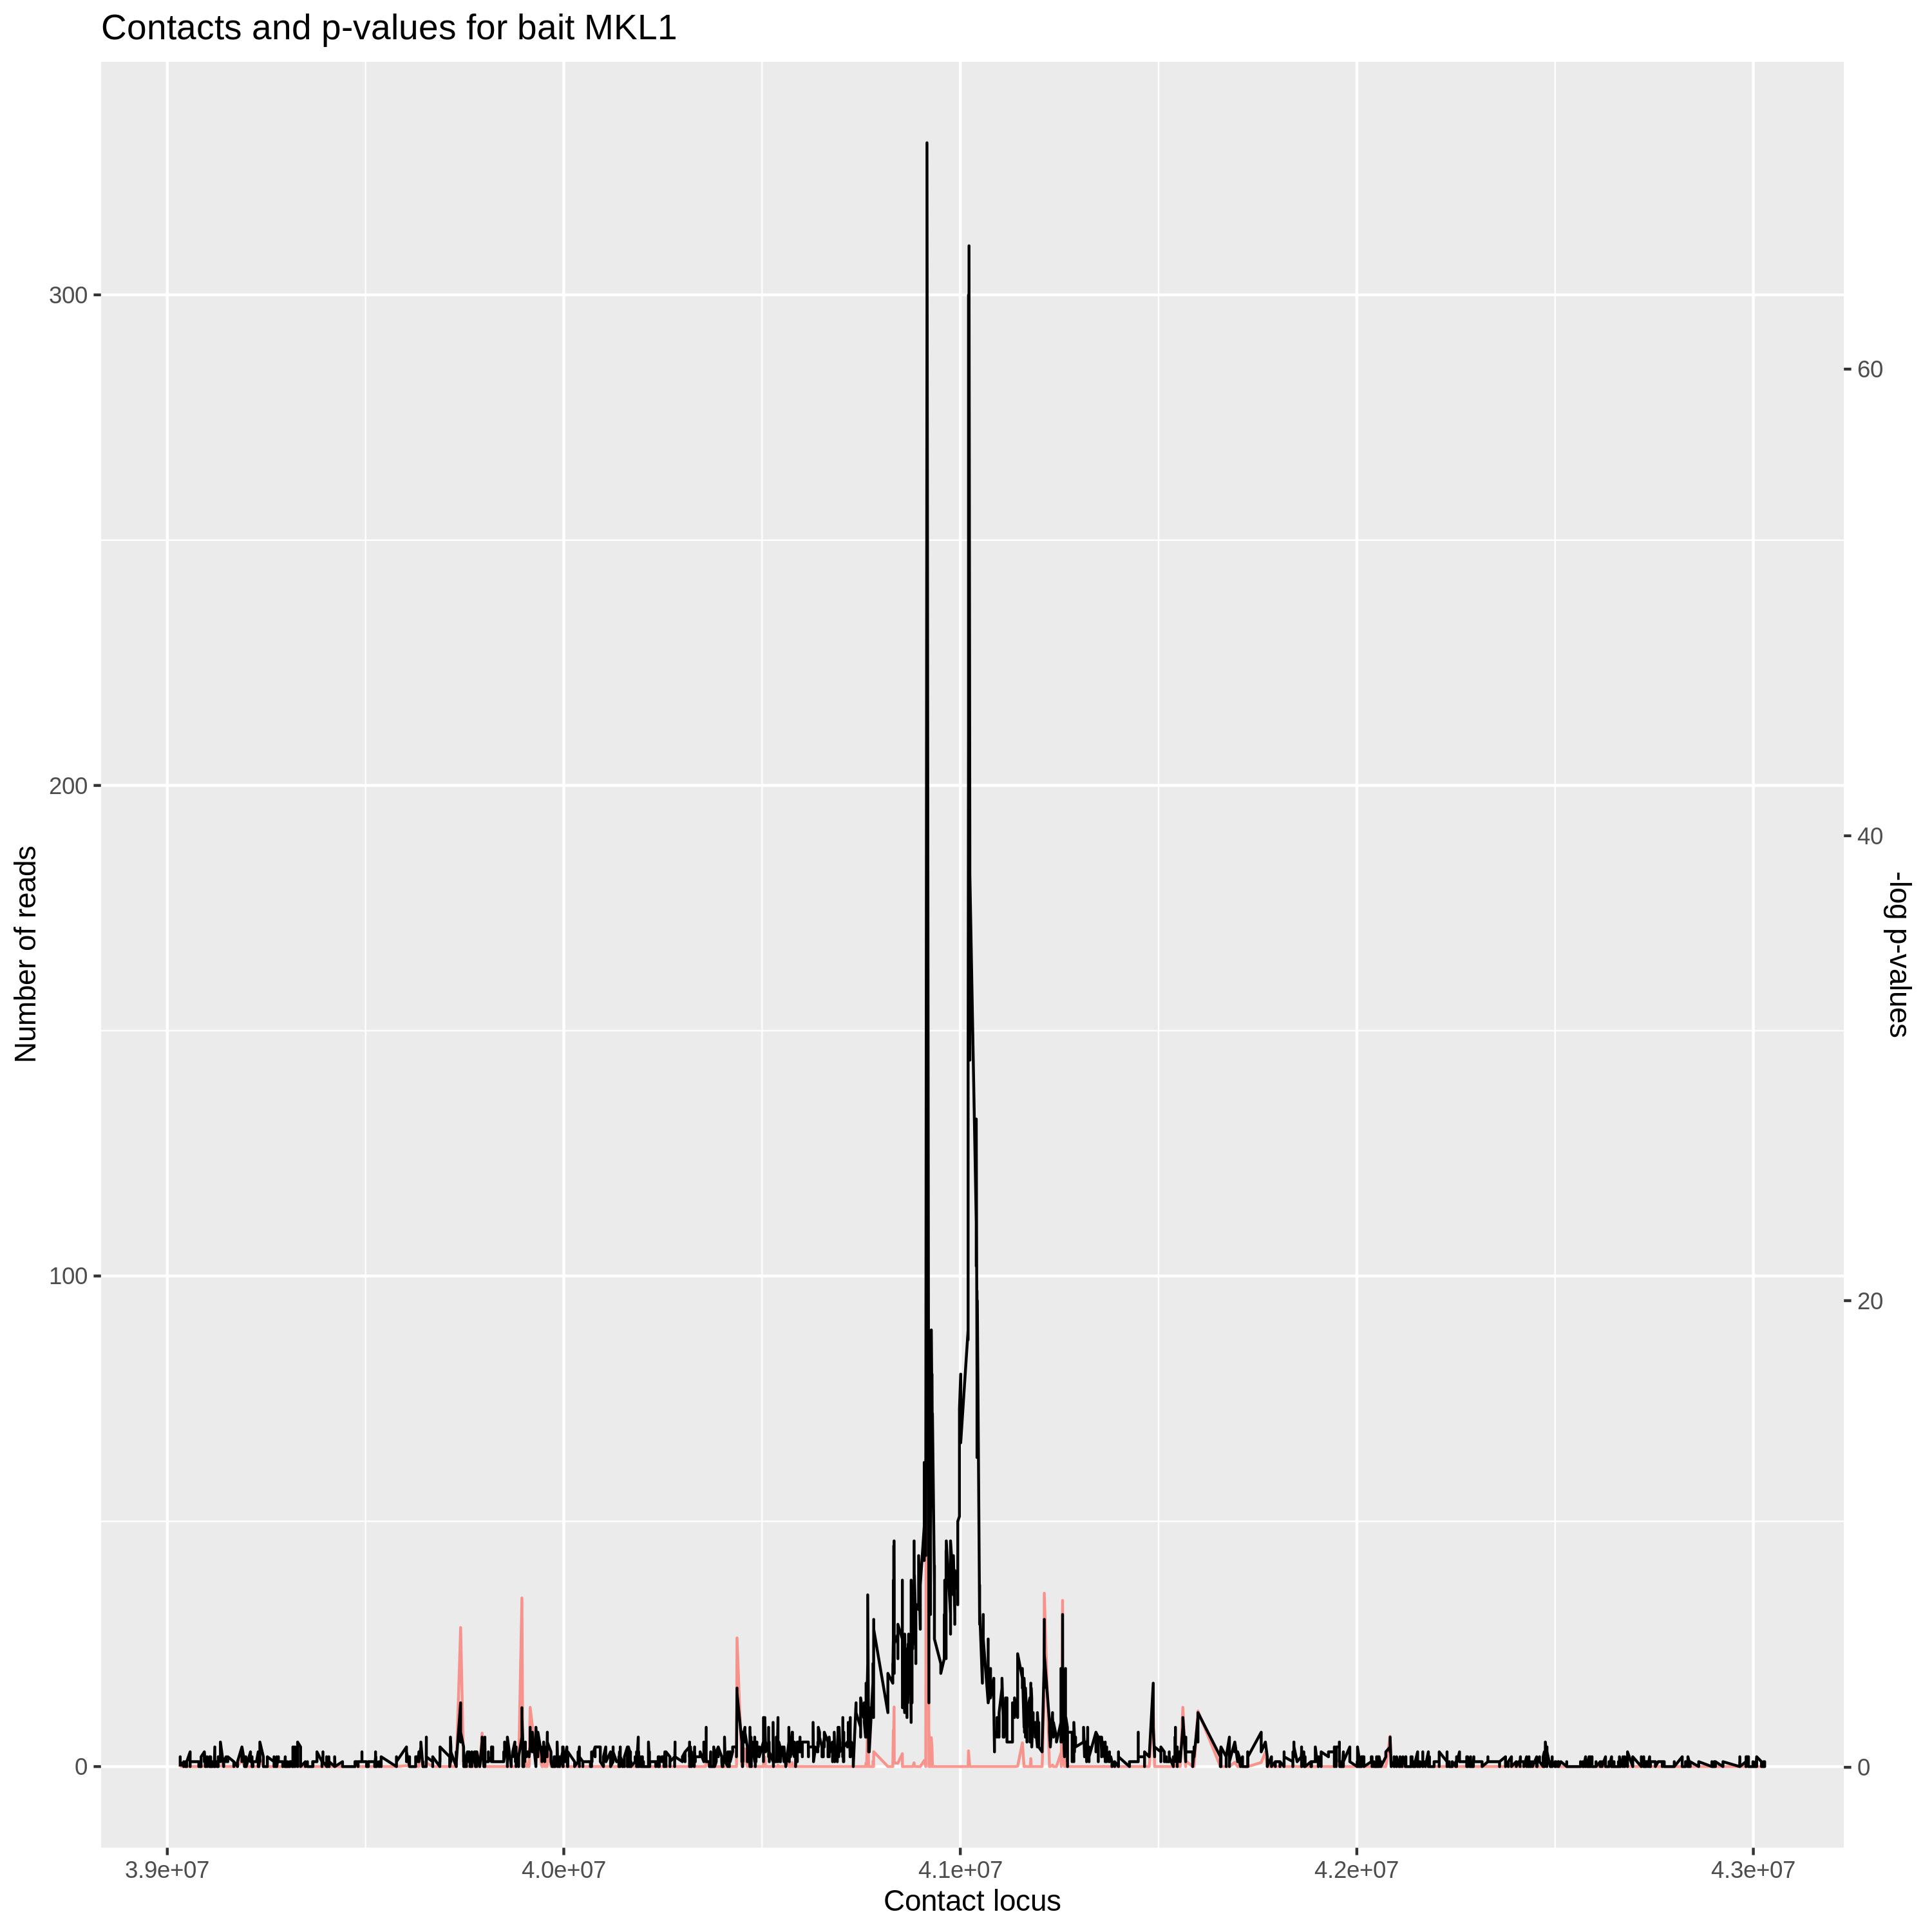 Contacts and p-values for bait MKL1
300
200
100
0
Number of reads
60
40
20
0
-log p-values
3.9e+07
4.0e+07
4.1e+07
4.2e+07
4.3e+07
Contact locus